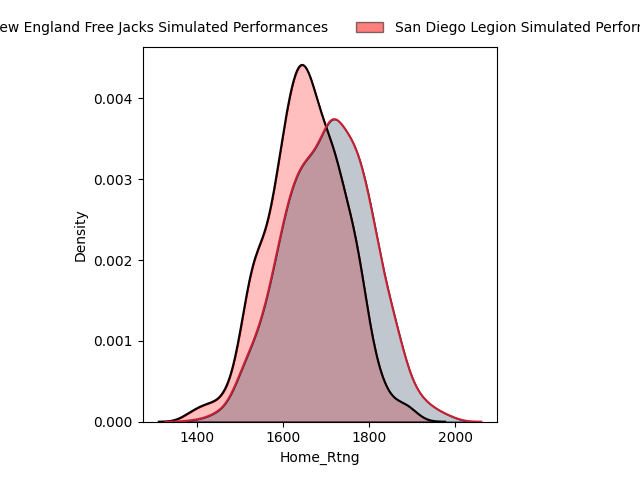 ew England Free Jacks Simulated Performances San Diego Legion Simulated Perfor
0.004
0.003
0.002
0.001
0.000
Density
1400 1600 1800 2000
Home_Rtng